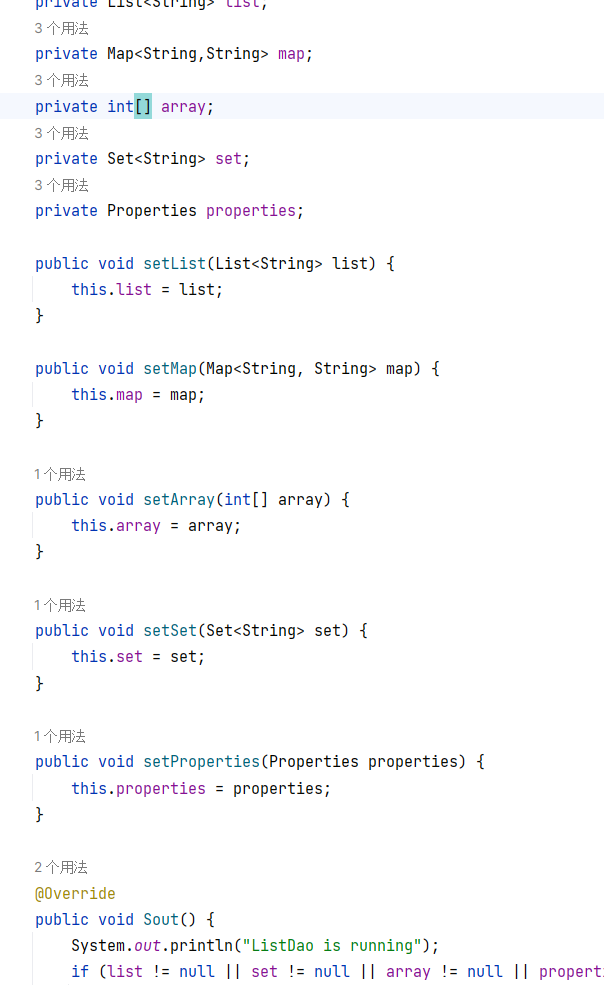 private List<String> list;
3 个用法
private Map<String,String> map;
3 个用法
private int[] array;
3 个用法
private Set<String> set;
3 个用法
private Properties properties;
public void setList(List<String> list) {
this.list = list;
}
public void setMap(Map<String, String> map) {
this.map = map;
}
1 个用法
public void setArray(int[] array) {
this.array = array;
}
1 个用法
public void setSet(Set<String> set) {
this.set = set;
}
1 个用法
public void setProperties(Properties properties) {
this.properties = properties;
}
2 个用法
@Override
public void Sout() {
System.out.println("ListDao is running");
if (list != null || set != null || array != null || propert